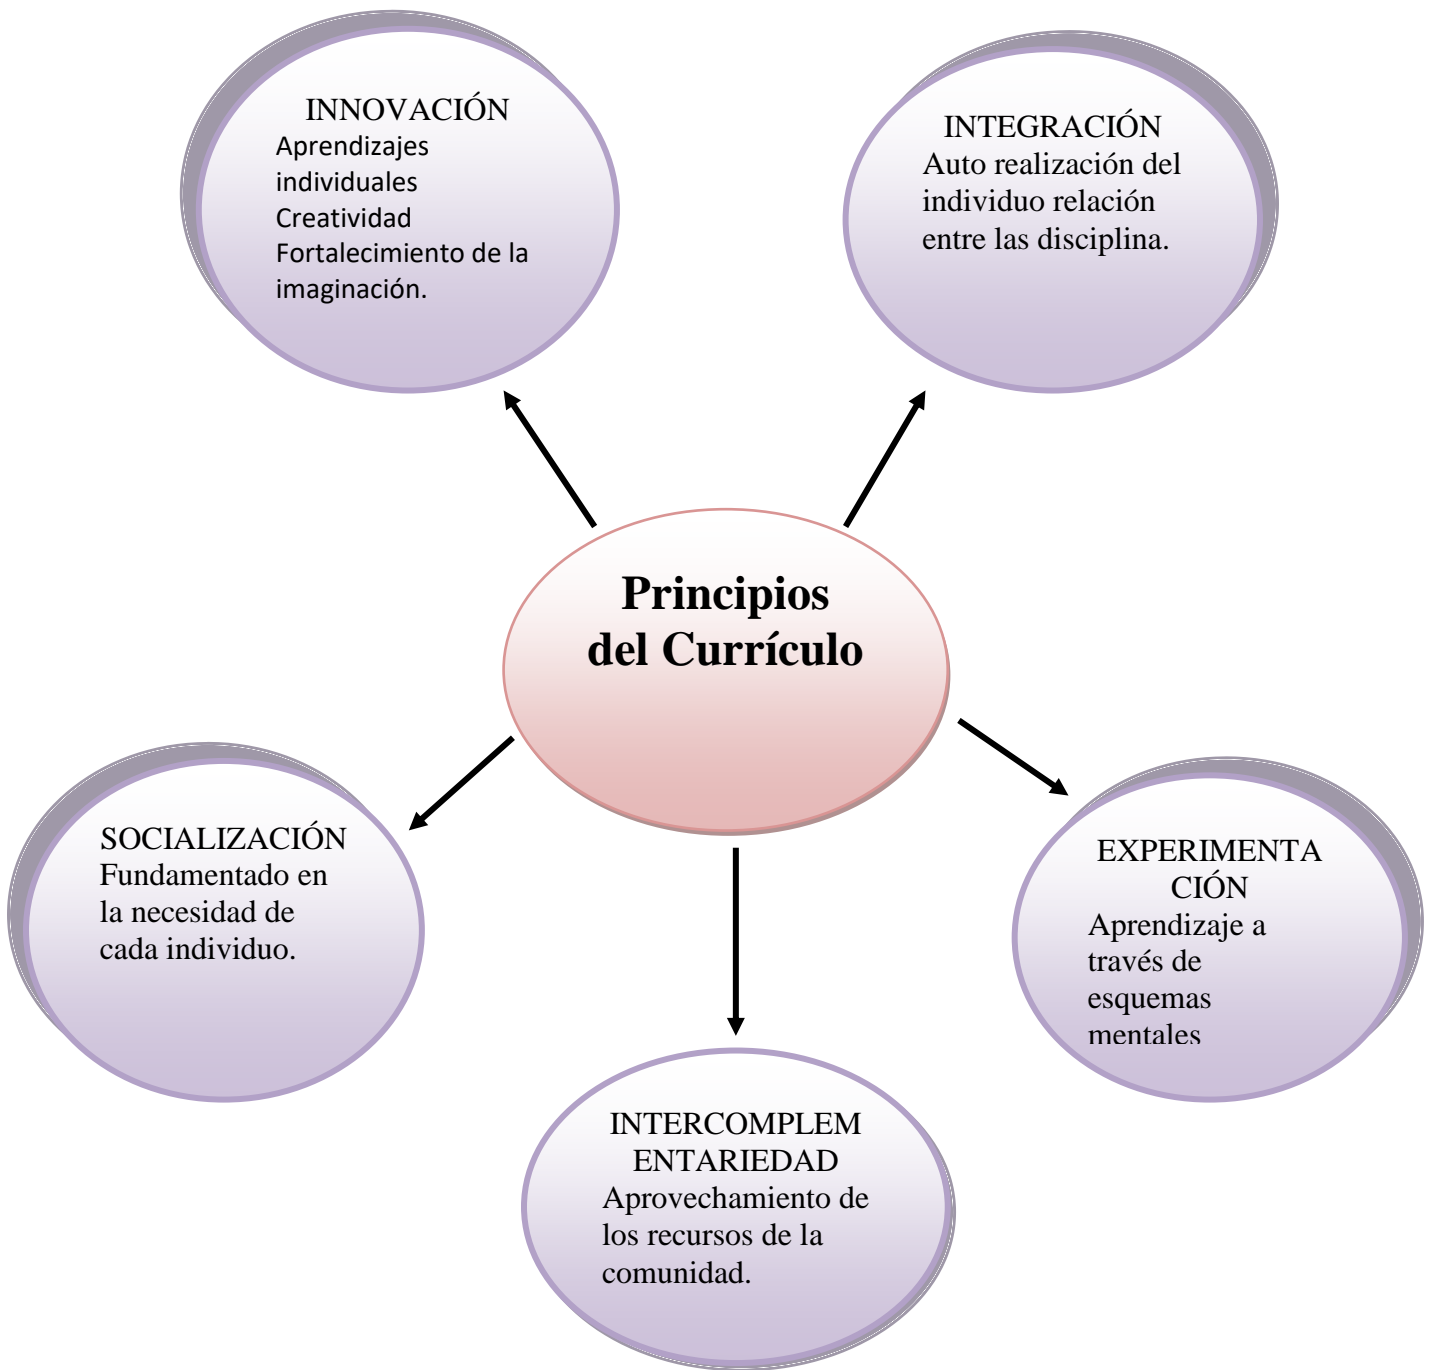 INNOVACIÓN
Aprendizajes
individuales
Creatividad
Fortalecimiento de la
imaginación.
INTEGRACIÓN
Auto realización del
individuo relación
entre las disciplina.
Principios
del Currículo
SOCIALIZACIÓN
Fundamentado en
la necesidad de
cada individuo.
EXPERIMENTA
CIÓN
Aprendizaje a
través de
esquemas
mentales
INTERCOMPLEM
ENTARIEDAD
Aprovechamiento de
los recursos de la
comunidad.